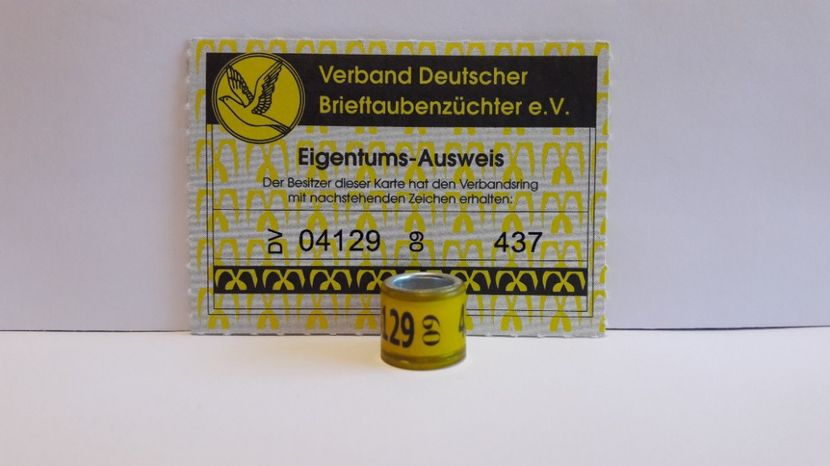 Verband Deutscher
Brieftaubenzüchter e.V.
Eigentums-Ausweis
Der Besitzer dieser Karte hat den Verbandsring
mit nachstehenden Zeichen erhalten:
DV 04129 09 437
129 09 4